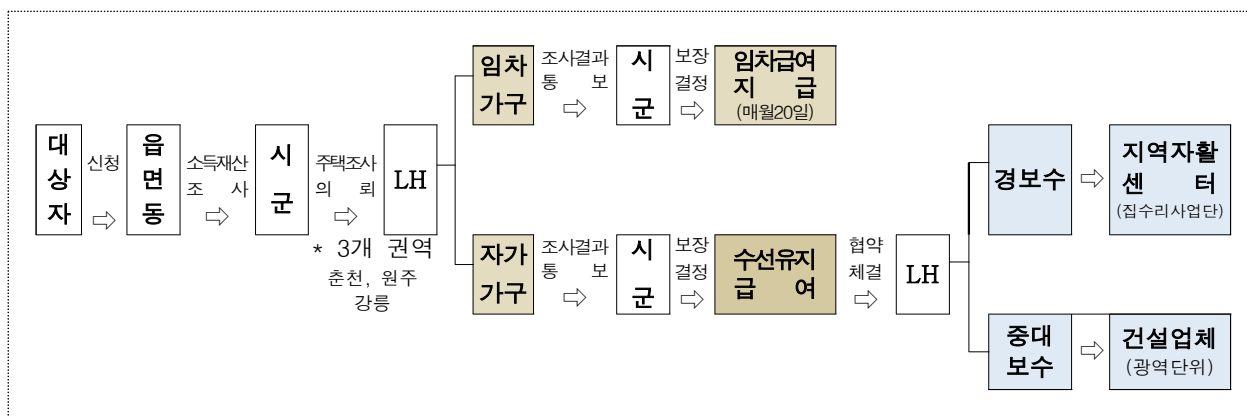 대상자
신청
읍면동
소득재산
조 사
시군
주택조사
의 뢰
* 3개 권역
춘천, 원주
강릉
LH
임차
가구
조사결과
통 보
시군
보장
결정
임차급여
지 급
(매월20일)
자가
가구
조사결과
통 보
시군
보장
결정
수선유지
급 여
협약
체결
LH
경보수
지역자활
센 터
(집수리사업단)
중대
보수
건설업체
(광역단위)